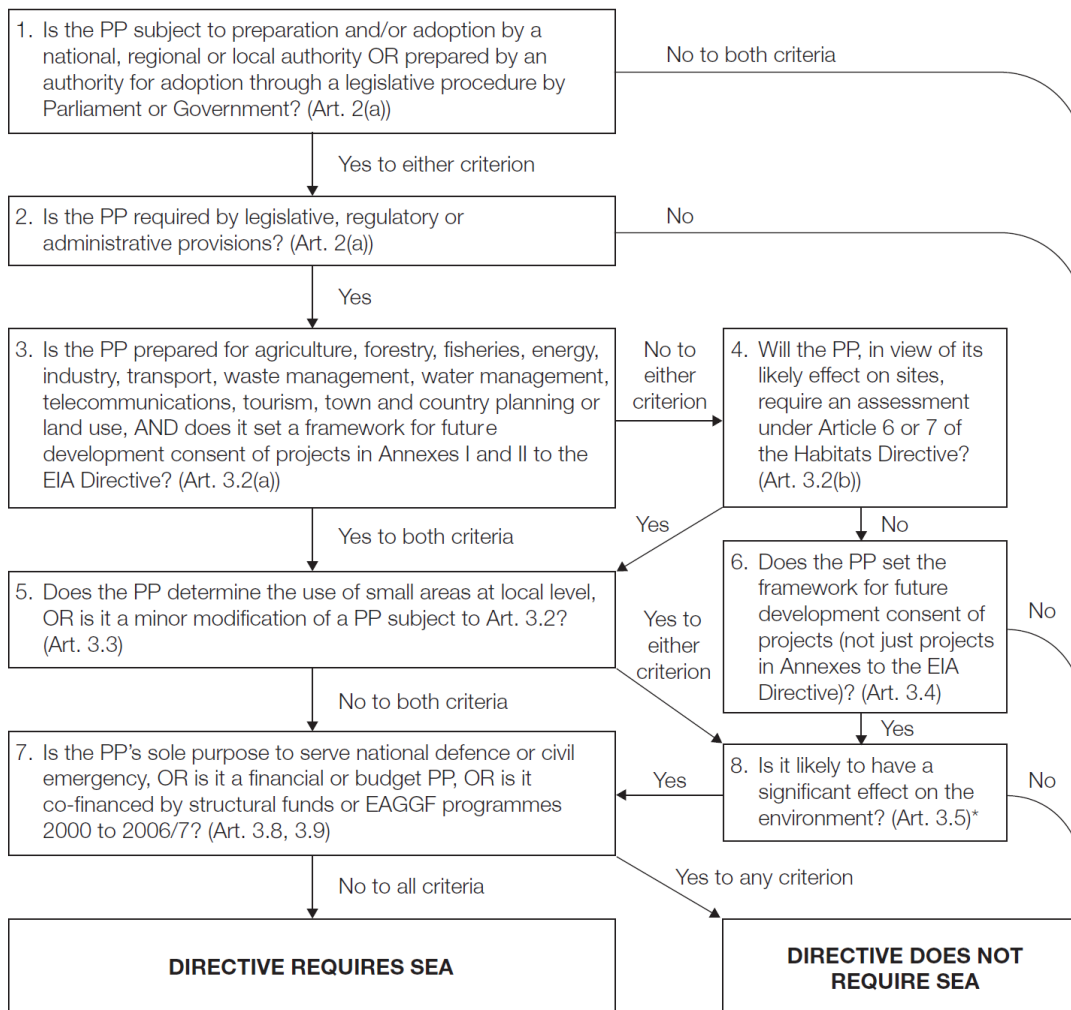 1. Is the PP subject to preparation and/or adoption by a
national, regional or local authority OR prepared by an
authority for adoption through a legislative procedure by
Parliament or Government? (Art. 2(a))
No to both criteria
Yes to either criterion
2. Is the PP required by legislative, regulatory or
administrative provisions? (Art. 2(a))
No
Yes
3. Is the PP prepared for agriculture, forestry, fisheries, energy,
industry, transport, waste management, water management,
telecommunications, tourism, town and country planning or
land use, AND does it set a framework for future
development consent of projects in Annexes I and II to the
EIA Directive? (Art. 3.2(a))
No to
either
criterion
4. Will the PP, in view of its
likely effect on sites,
require an assessment
under Article 6 or 7 of
the Habitats Directive?
(Art. 3.2(b))
Yes to both criteria
Yes
No
5. Does the PP determine the use of small areas at local level,
OR is it a minor modification of a PP subject to Art. 3.2?
(Art. 3.3)
Yes to
either
criterion
6. Does the PP set the
framework for future
development consent of
projects (not just projects
in Annexes to the EIA
Directive)? (Art. 3.4)
No
No to both criteria
Yes
7. Is the PP's sole purpose to serve national defence or civil
emergency, OR is it a financial or budget PP, OR is it
co-financed by structural funds or EAGGF programmes
2000 to 2006/7? (Art. 3.8, 3.9)
Yes
8. Is it likely to have a
significant effect on the
environment? (Art. 3.5)*
No
No to all criteria
Yes to any criterion
DIRECTIVE REQUIRES SEA
DIRECTIVE DOES NOT
REQUIRE SEA